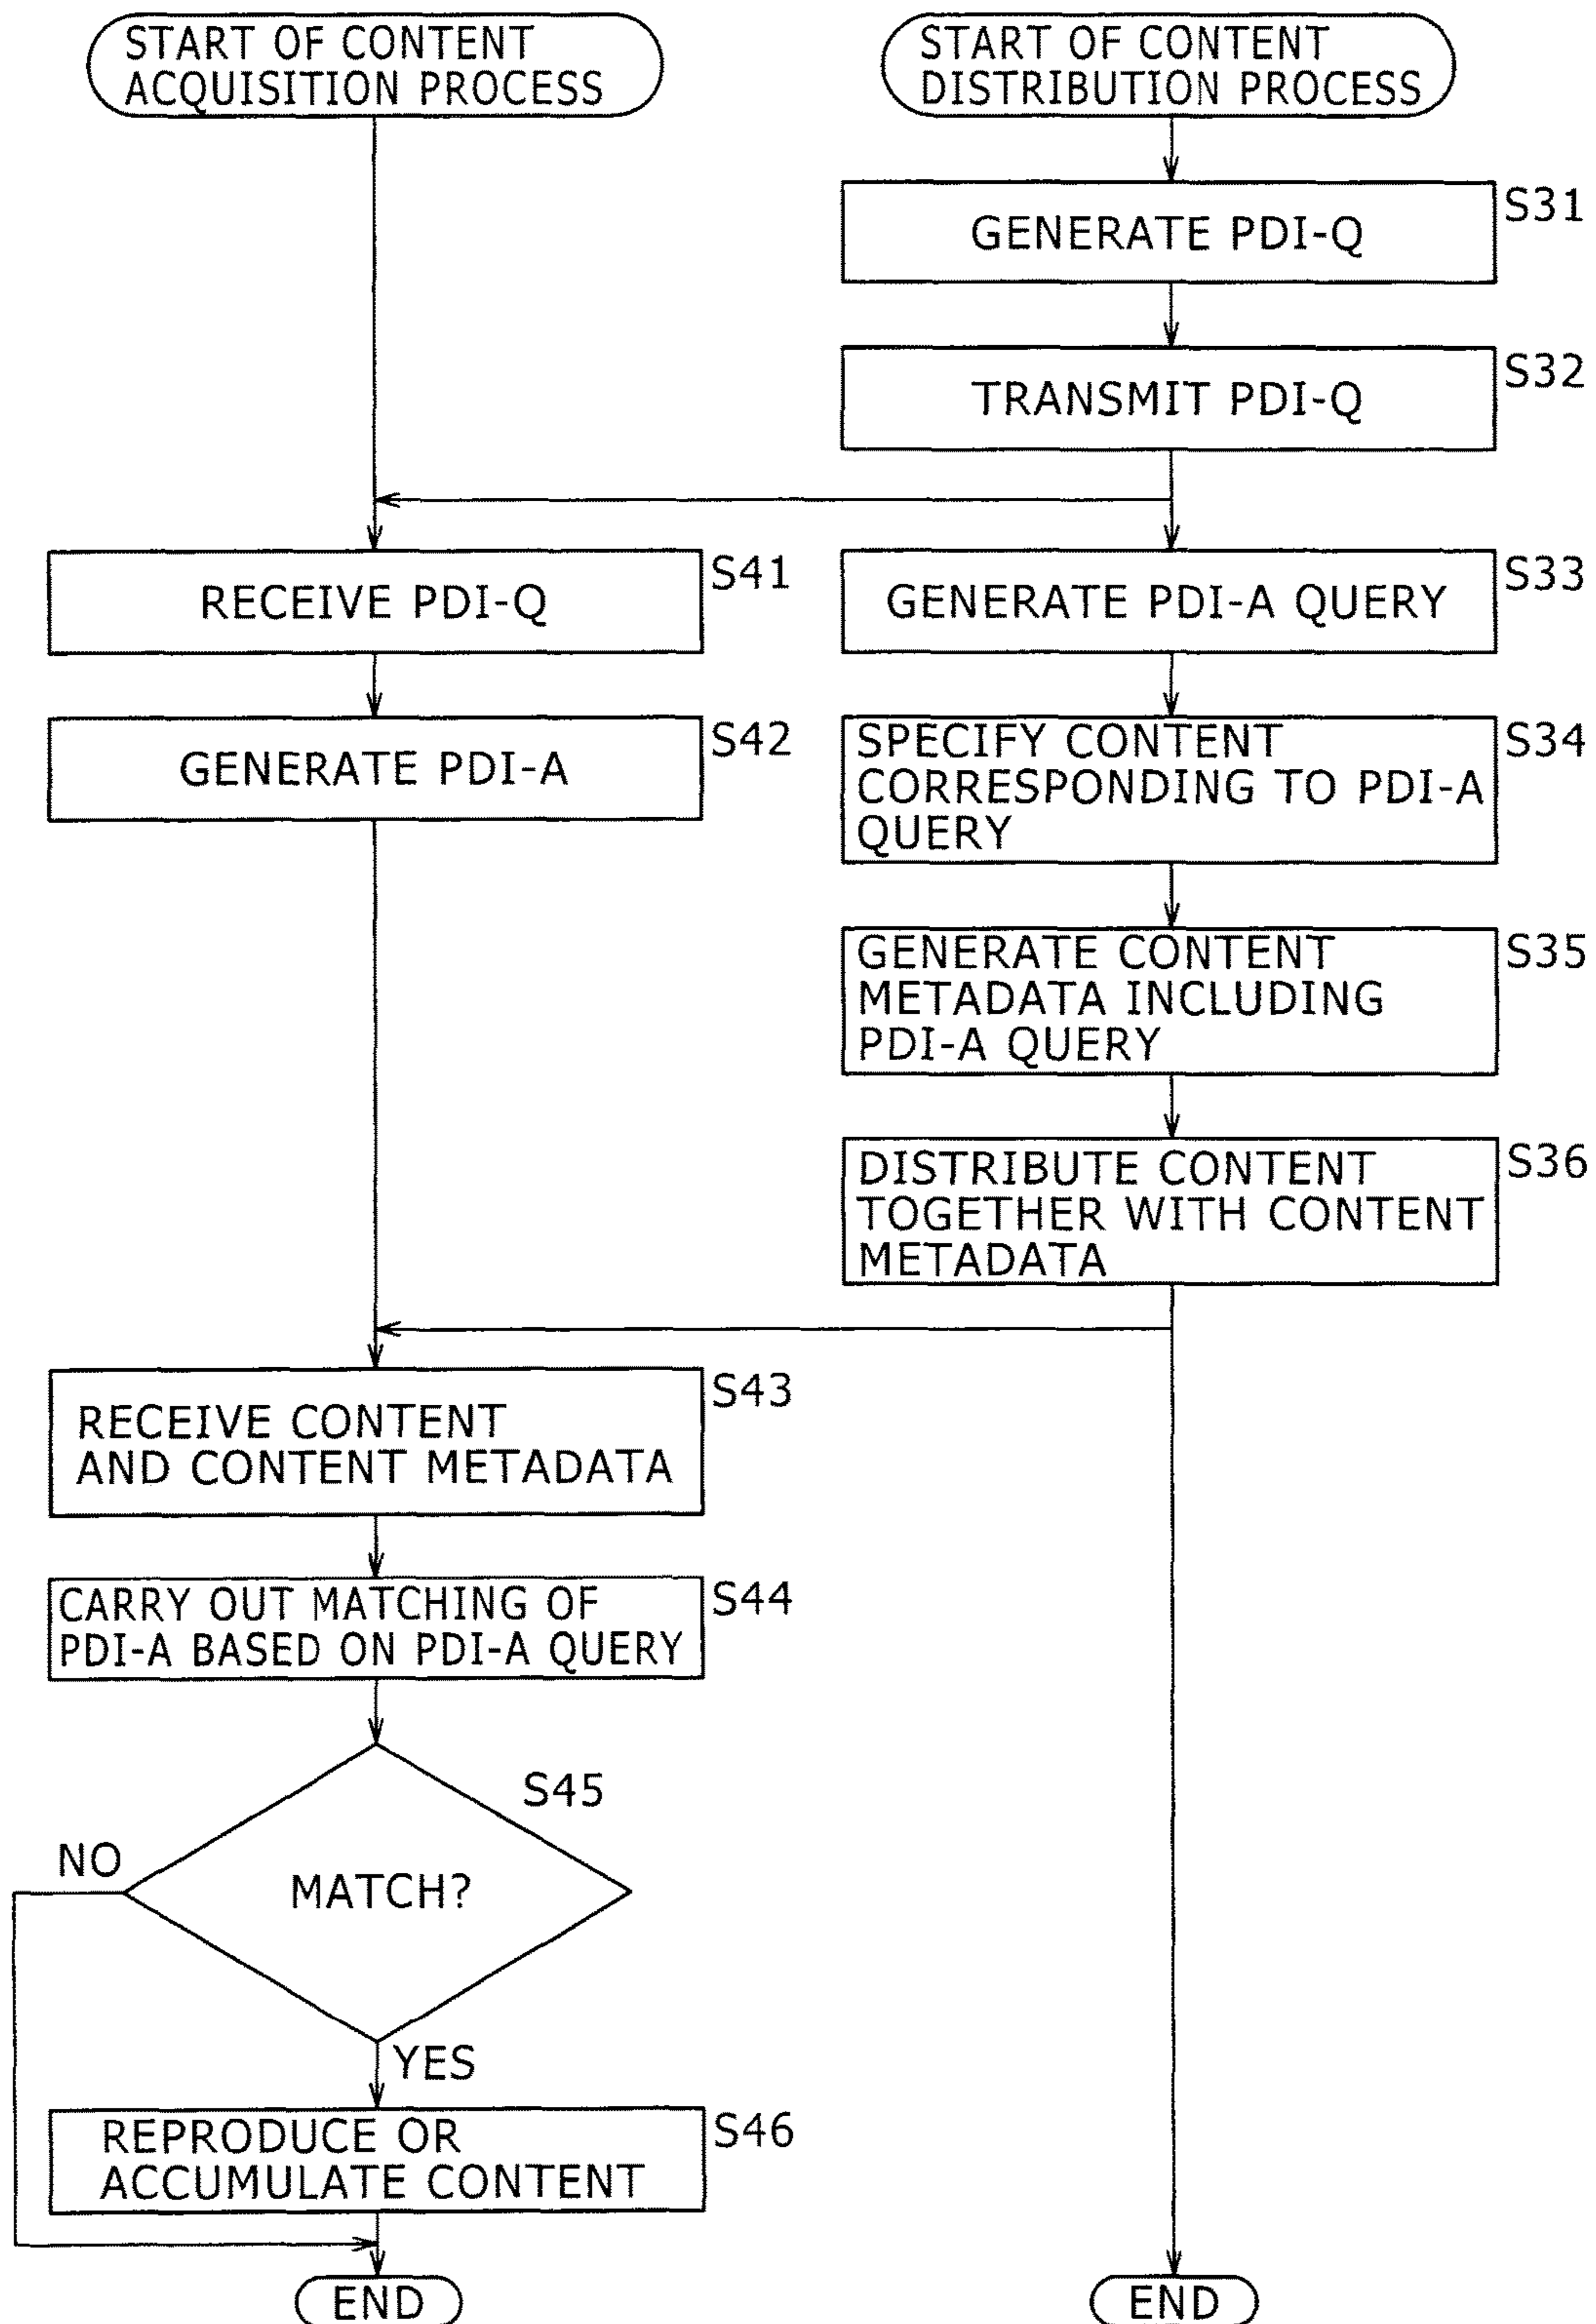 START OF CONTENT
ACQUISITION PROCESS
START OF CONTENT
DISTRIBUTION PROCESS
GENERATE PDI-Q
S31
TRANSMIT PDI-Q
S32
RECEIVE PDI-Q
S41
GENERATE PDI-A QUERY
S33
GENERATE PDI-A
S42
SPECIFY CONTENT
CORRESPONDING TO PDI-A
QUERY
S34
GENERATE CONTENT
METADATA INCLUDING
PDI-A QUERY
S35
DISTRIBUTE CONTENT
TOGETHER WITH CONTENT
METADATA
S36
RECEIVE CONTENT
AND CONTENT METADATA
S43
CARRY OUT MATCHING OF
PDI-A BASED ON PDI-A QUERY
S44
S45
NO
MATCH?
YES
REPRODUCE OR
ACCUMULATE CONTENT
S46
END
END